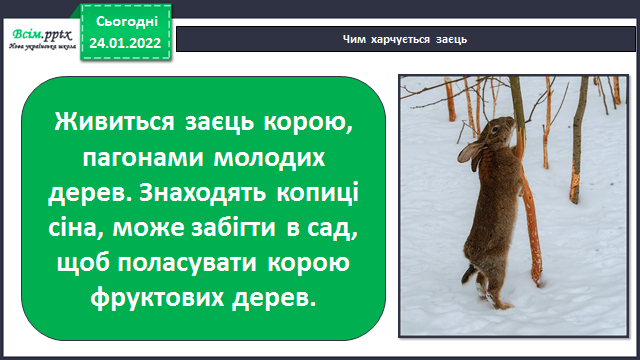 Всім.pptx
Нова українська школа
Сьогодні
24.01.2022
Чим харчується заєць
Живиться заєць корою,
пагонами молодих
дерев. Знаходять копиці
сіна, може забігти в сад,
щоб поласувати корою
фруктових дерев.